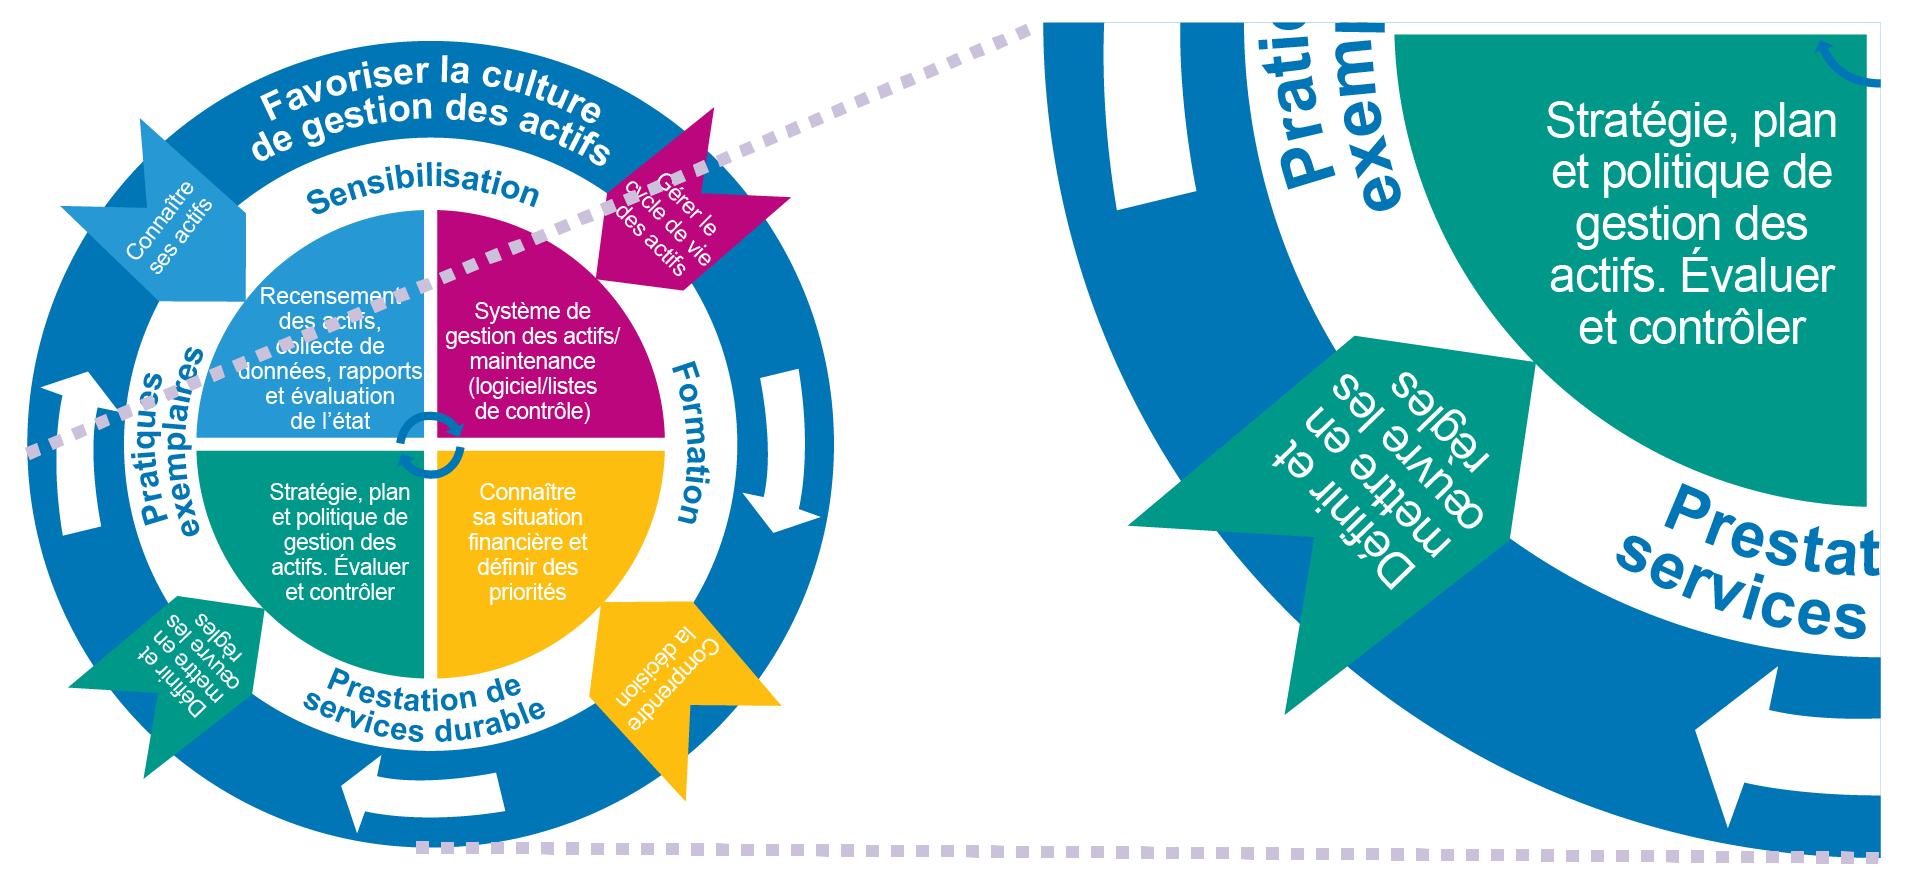 Favoriser la culture
de gestion des actifs
Sensibilisation
Connaître
ses actifs
Gérer le
cycle de vie
des actifs
Recensement
des actifs,
collecte de
données, rapports
et évaluation
de l’état
Système de
gestion des actifs/
maintenance
(logiciel/listes
de contrôle)
Pratiques
exemplaires
Formation
Stratégie, plan
et politique de
gestion des
actifs. Évaluer
et contrôler
Connaître
sa situation
financière et
définir des
priorités
Définir et
mettre en
œuvre les
règles
Comprendre
la décision
Prestation de
services durable
Prati
exemp
Stratégie, plan
et politique de
gestion des
actifs. Évaluer
et contrôler
Définir et
mettre en
œuvre les
règles
Prestat
services